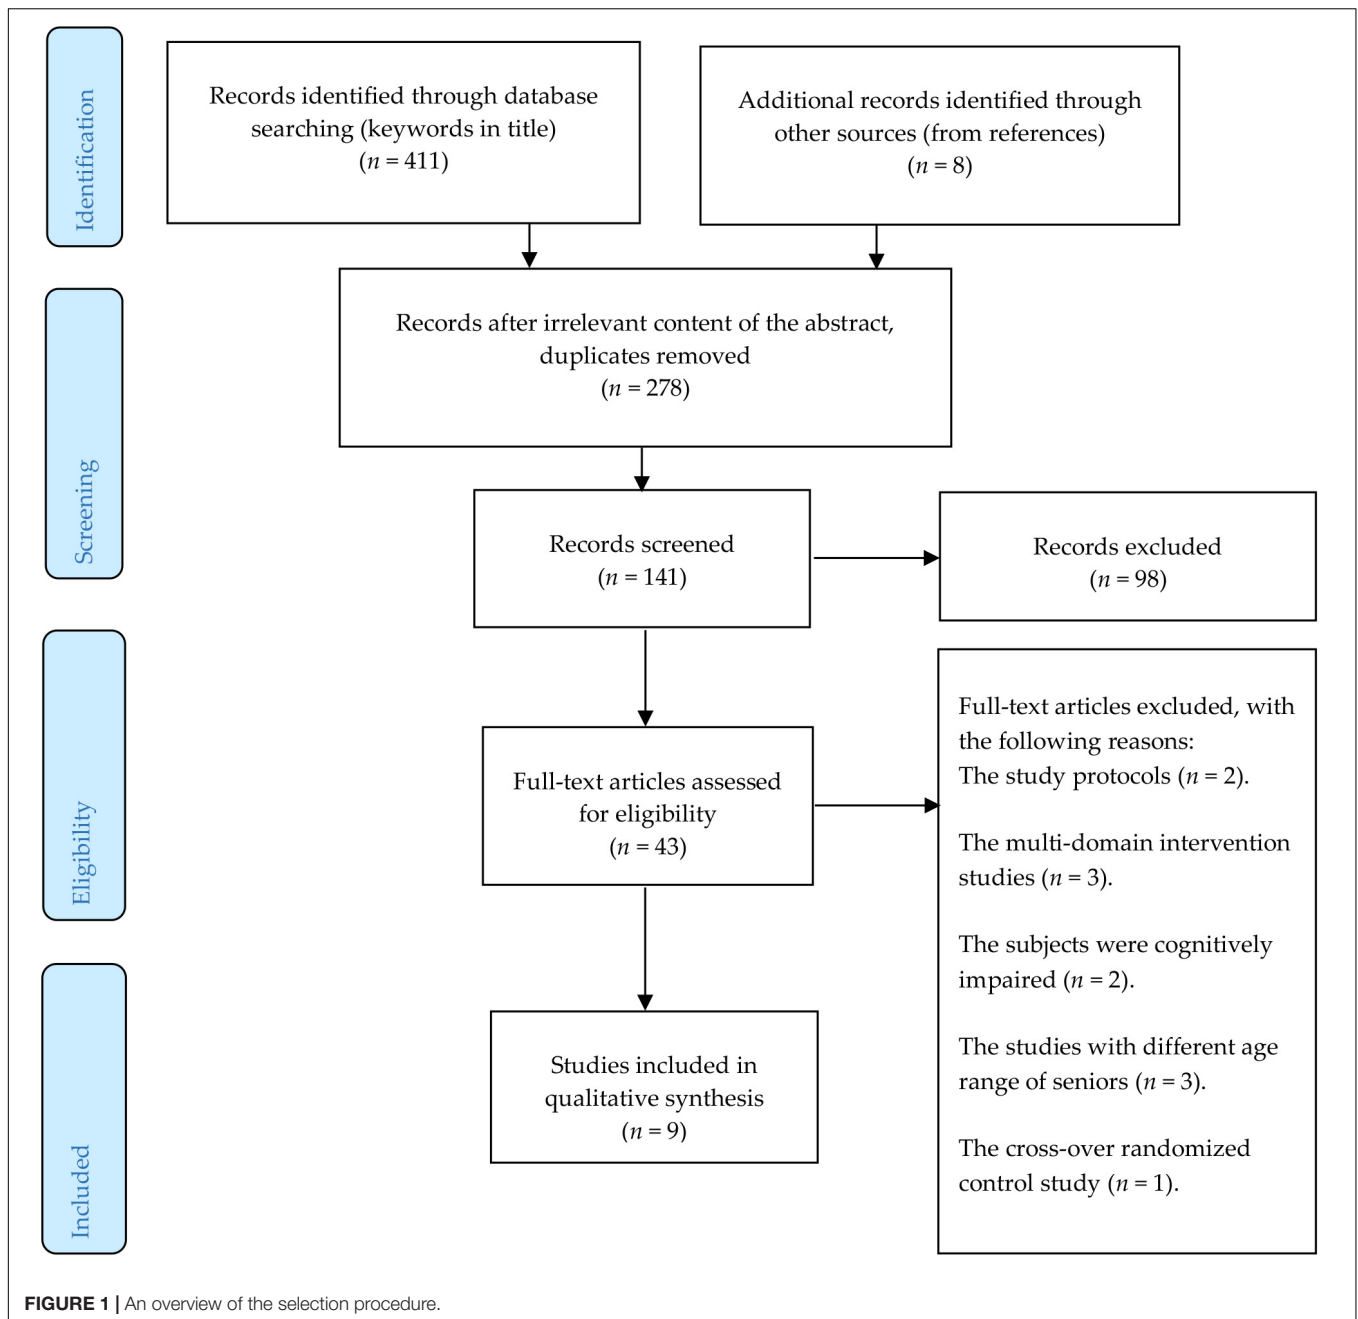 Identification
Records identified through database
searching (keywords in title)
(n = 411)
Additional records identified through
other sources (from references)
(n = 8)
Screening
Records after irrelevant content of the abstract,
duplicates removed
(n = 278)
Records screened
(n = 141)
Records excluded
(n = 98)
Eligibility
Full-text articles assessed
for eligibility
(n = 43)
Full-text articles excluded, with
the following reasons:
The study protocols (n = 2).
The multi-domain intervention
studies (n = 3).
The subjects were cognitively
impaired (n = 2).
The studies with different age
range of seniors (n = 3).
The cross-over randomized
control study (n = 1).
Included
Studies included in
qualitative synthesis
(n = 9)
FIGURE 1 | An overview of the selection procedure.